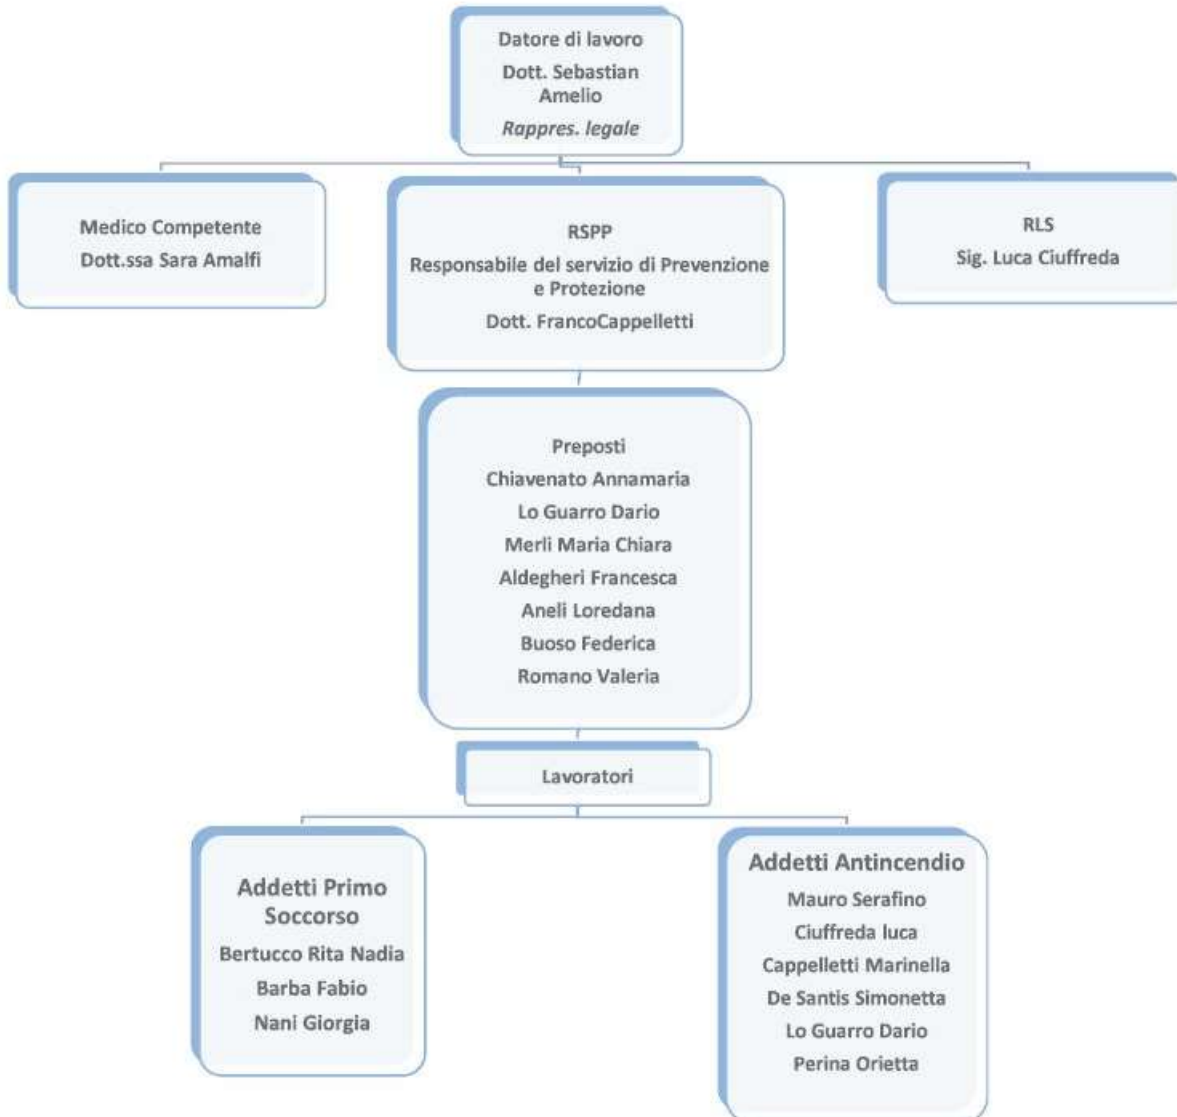 Datore di lavoro
Dott. Sebastian
Amelio
Rappres. legale
Medico Competente
Dott.ssa Sara Amalfi
RSPP
Responsabile del servizio di Prevenzione
e Protezione
Dott. FrancoCappelletti
RLS
Sig. Luca Ciuffreda
Preposti
Chiavenato Annamaria
Lo Guarro Dario
Merli Maria Chiara
Aldegheri Francesca
Aneli Loredana
Buoso Federica
Romano Valeria
Lavoratori
Addetti Primo
Soccorso
Bertucco Rita Nadia
Barba Fabio
Nani Giorgia
Addetti Antincendio
Mauro Serafino
Ciuffreda luca
Cappelletti Marinella
De Santis Simonetta
Lo Guarro Dario
Perina Orietta